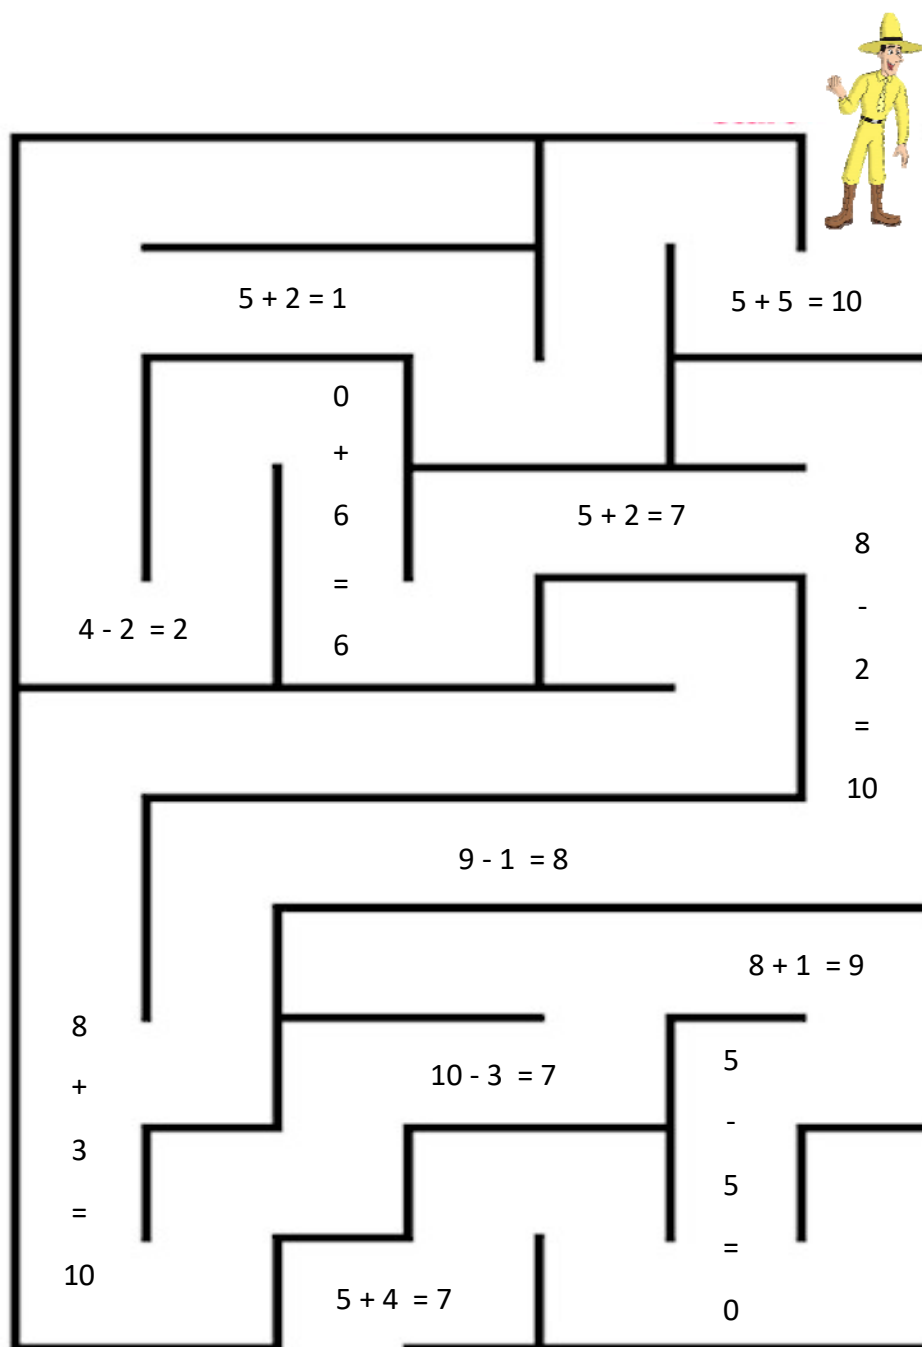 5 + 2 = 1
5 + 5 = 10
0
+
6
=
6
5 + 2 = 7
8
-
2
=
10
4 - 2 = 2
9 - 1 = 8
8 + 1 = 9
8
+
3
=
10
10 - 3 = 7
5
-
5
=
0
5 + 4 = 7